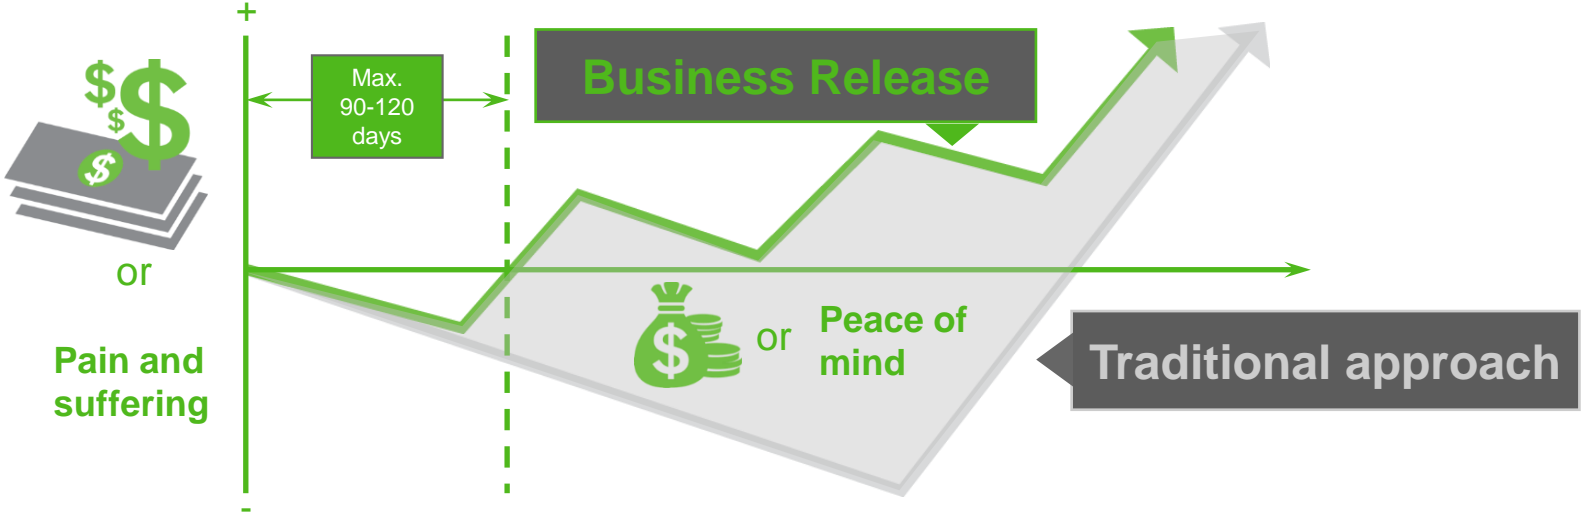 +
Max.
90-120
days
Business Release
$
$
$
$
or
Pain and
suffering
$
or
Peace of
mind
Traditional approach
-